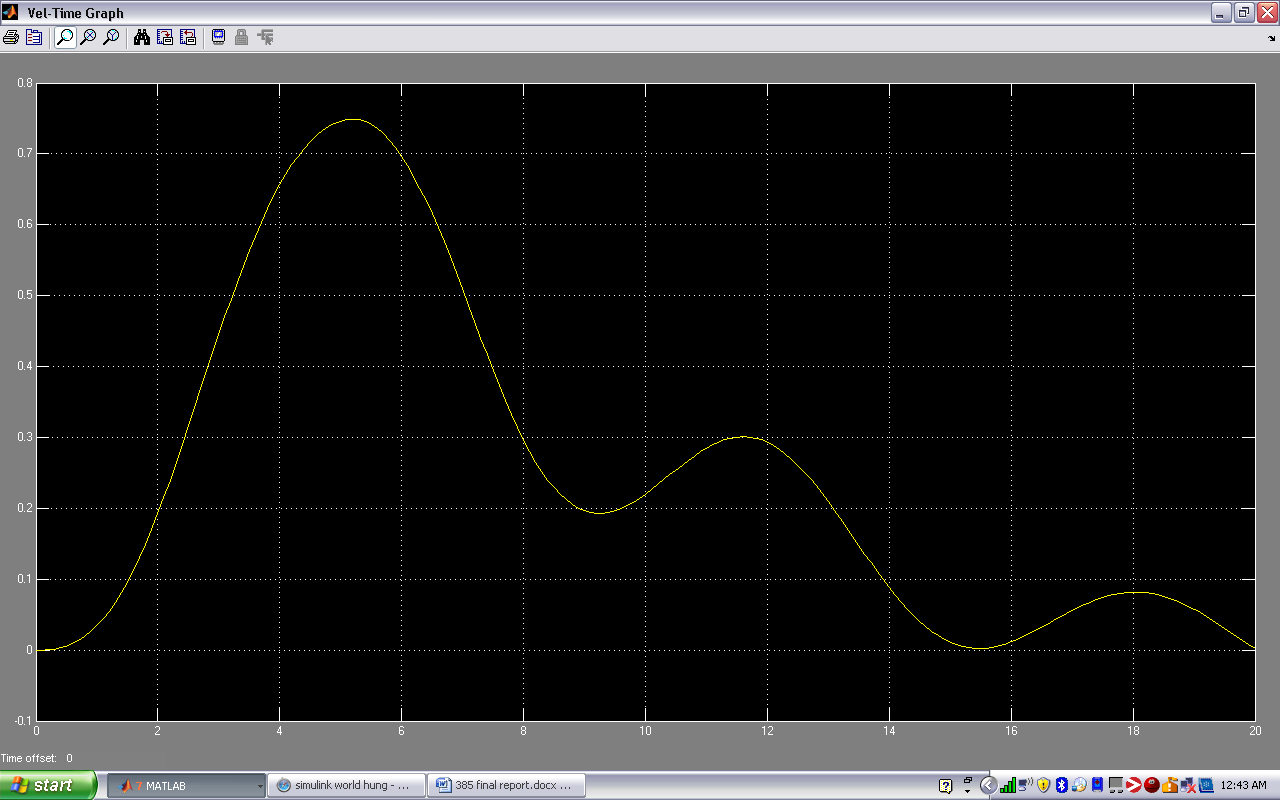 Vel-Time Graph
0.8
0.7
0.6
0.5
0.4
0.3
0.2
0.1
0
-0.1
0 2 4 6 8 10 12 14 16 18 20
Time offset: 0
start
7 MATLAB
simulink world hung - ...
385 final report.docx ...
12:43 AM